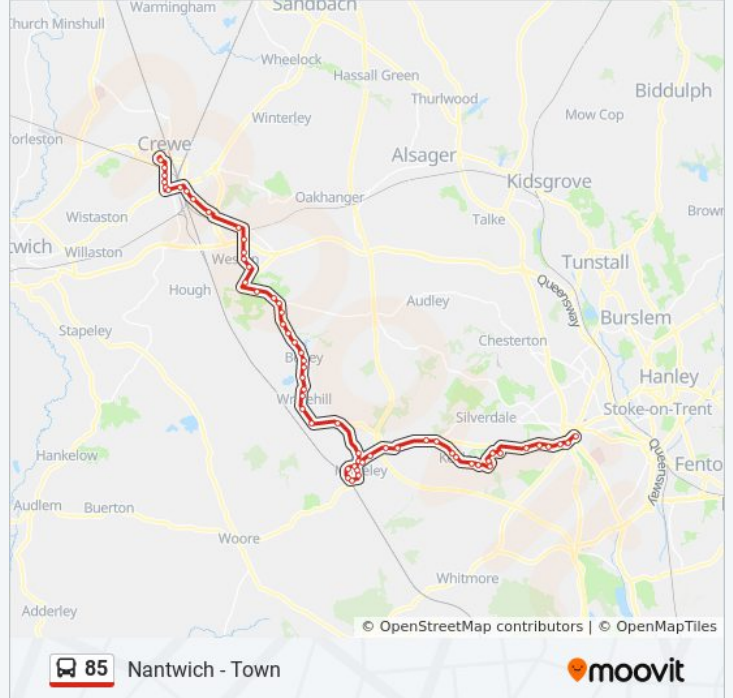 Sandbach
Warmingham
Church Minshull
Wheelock
Hassall Green
Biddulph
Thurlwood
Mow Cop
Winterley
orleston
Crewe
Alsager
Kidsgrove
Oakhanger
Brown
Wistaston
Talke
twich
Willaston
Tunstall
Hough
Queensway
Audley
Burslem
Stapeley
Chesterton
Hanley
Silverdale
Stoke-on-Trent
Hankelow
Queensway
Fento
Audlem
Buerton
Woore
Whitmore
Adderley
© OpenStreetMap contributors | © OpenMapTiles
85 Nantwich - Town
moovit